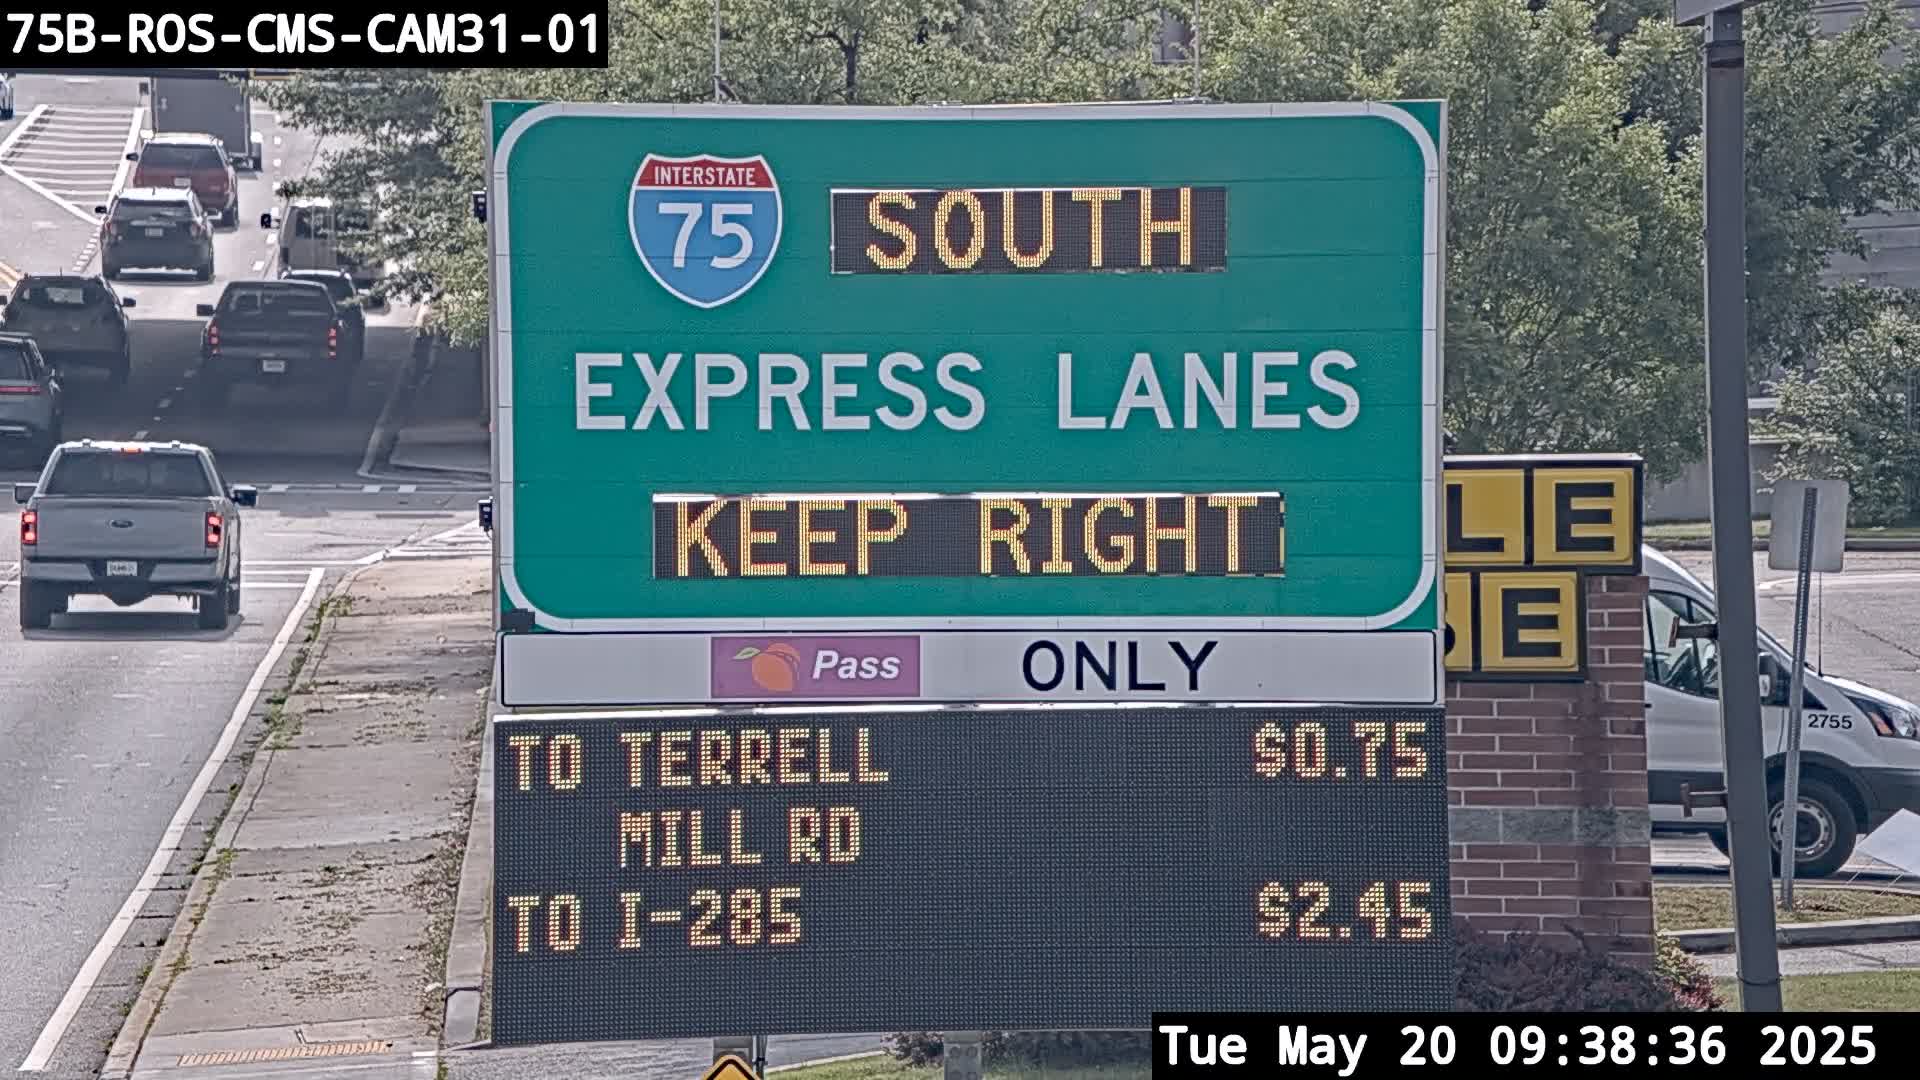 75B-ROS-CMS-CAM31-01
INTERSTATE
75
SOUTH
EXPRESS LANES
KEEP RIGHT
Pass ONLY
TO TERRELL $0.75
MILL RD
TO I-285 $2.45
LE
E
2755
Tue May 20 09:38:36 2025